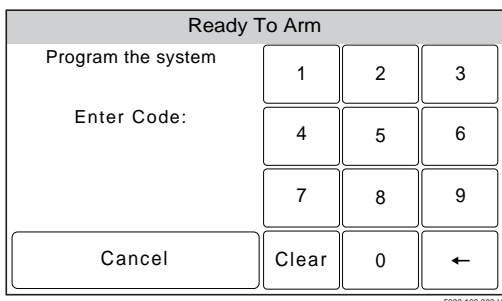 Ready To Arm
Program the system
1 2 3
Enter Code:
4 5 6
7 8 9
Cancel Clear 0 ←